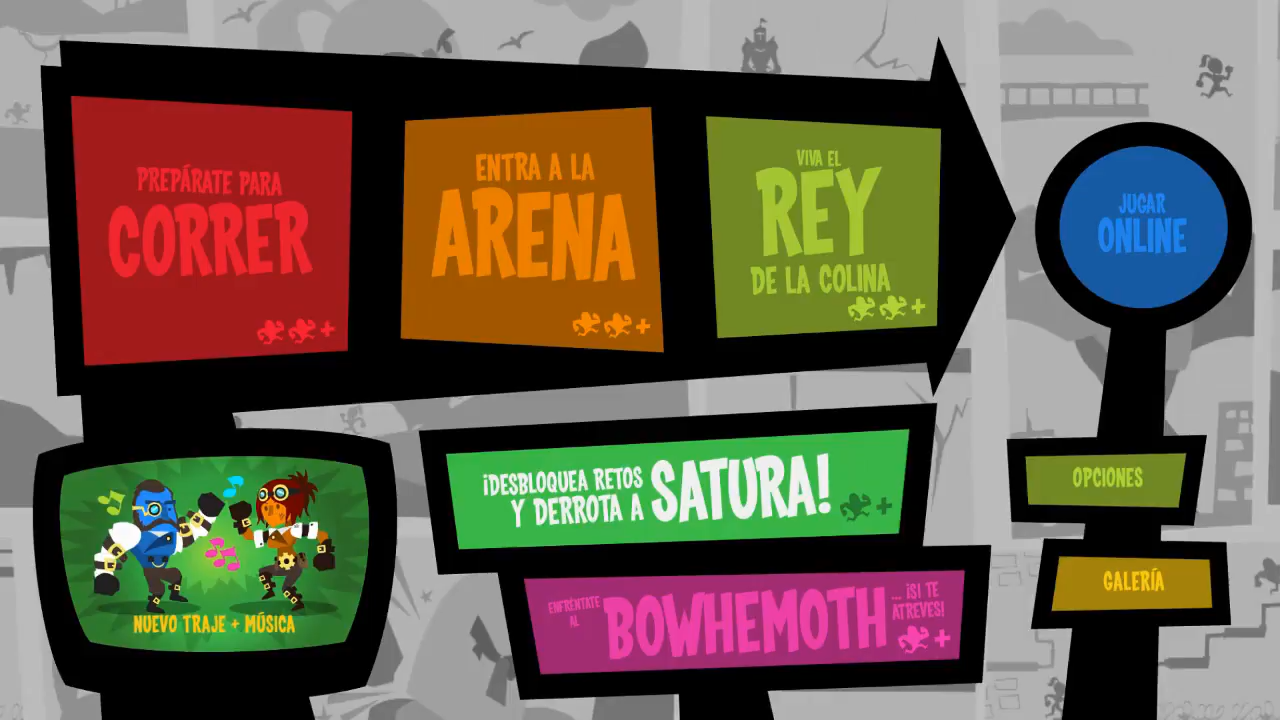 PREPÁRATE PARA
CORRER
ENTRA A LA
ARENA
VIVA EL
REY
DE LA COLINA
JUGAR
ONLINE
¡DESBLOQUEA RETOS
Y DERROTA A SATURA!
OPCIONES
ENFRÉNTATE
AL
BOWHEMOTH
... ¡SI TE
ATREVES!
GALERÍA
NUEVO TRAJE + MÚSICA